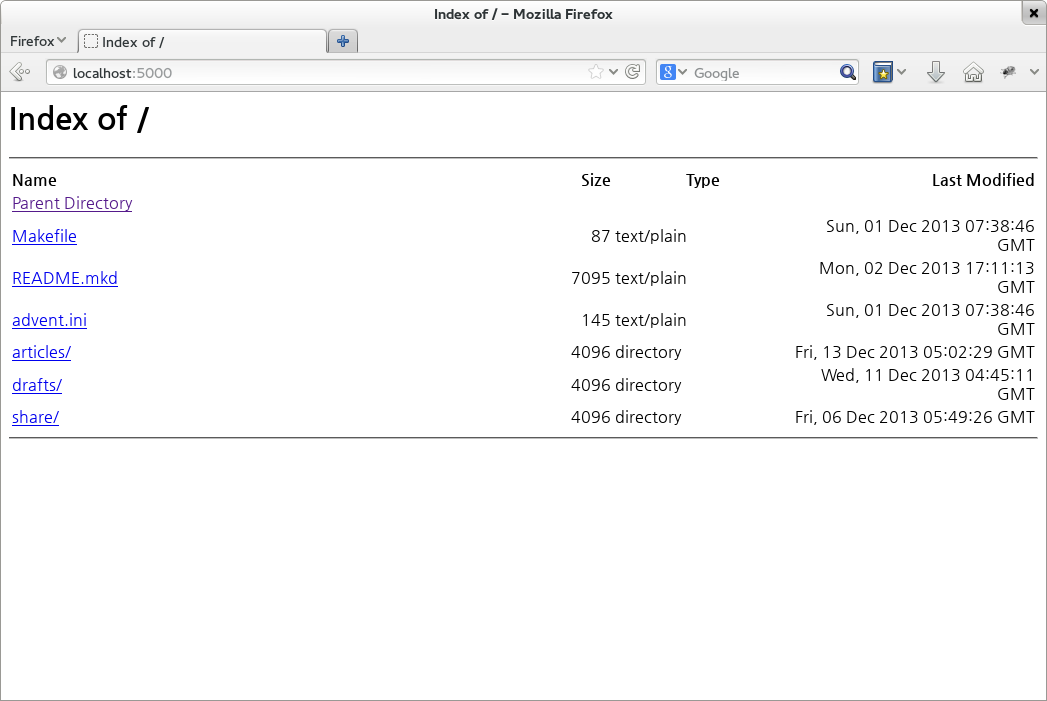 Index of / – Mozilla Firefox
Firefox
Index of /
localhost:5000
8 Google
Index of /
Name Size Type Last Modified
Parent Directory
Makefile 87 text/plain Sun, 01 Dec 2013 07:38:46 GMT
README.mkd 7095 text/plain Mon, 02 Dec 2013 17:11:13 GMT
advent.ini 145 text/plain Sun, 01 Dec 2013 07:38:46 GMT
articles/ 4096 directory Fri, 13 Dec 2013 05:02:29 GMT
drafts/ 4096 directory Wed, 11 Dec 2013 04:45:11 GMT
share/ 4096 directory Fri, 06 Dec 2013 05:49:26 GMT